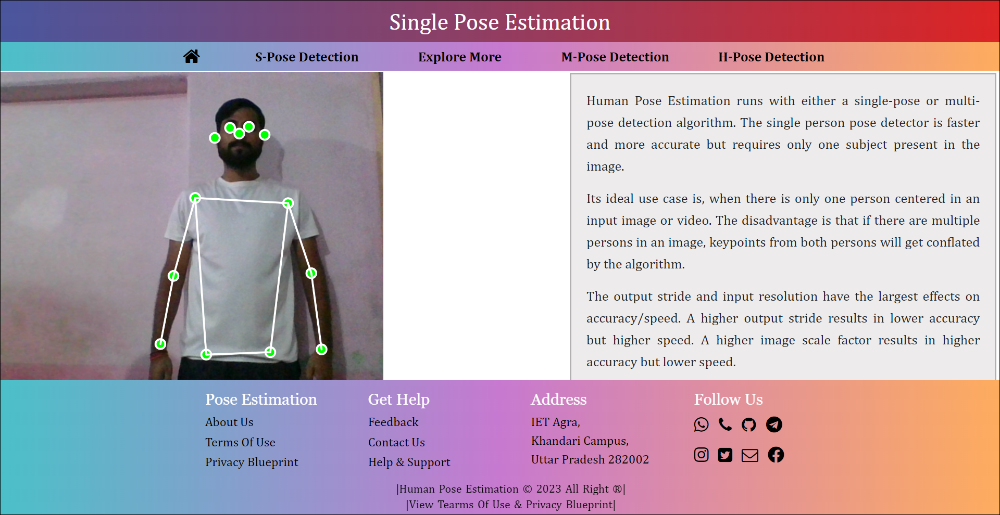 Single Pose Estimation
S-Pose Detection
Explore More
M-Pose Detection
H-Pose Detection
Human Pose Estimation runs with either a single-pose or multi-
pose detection algorithm. The single person pose detector is faster
and more accurate but requires only one subject present in the
image.
Its ideal use case is, when there is only one person centered in an
input image or video. The disadvantage is that if there are multiple
persons in an image, keypoints from both persons will get conflated
by the algorithm.
The output stride and input resolution have the largest effects on
accuracy/speed. A higher output stride results in lower accuracy
but higher speed. A higher image scale factor results in higher
accuracy but lower speed.
Pose Estimation
About Us
Terms Of Use
Privacy Blueprint
Get Help
Feedback
Contact Us
Help & Support
Address
IET Agra,
Khandari Campus,
Uttar Pradesh 282002
Follow Us
|Human Pose Estimation © 2023 All Right ®|
|View Tearms Of Use & Privacy Blueprint|